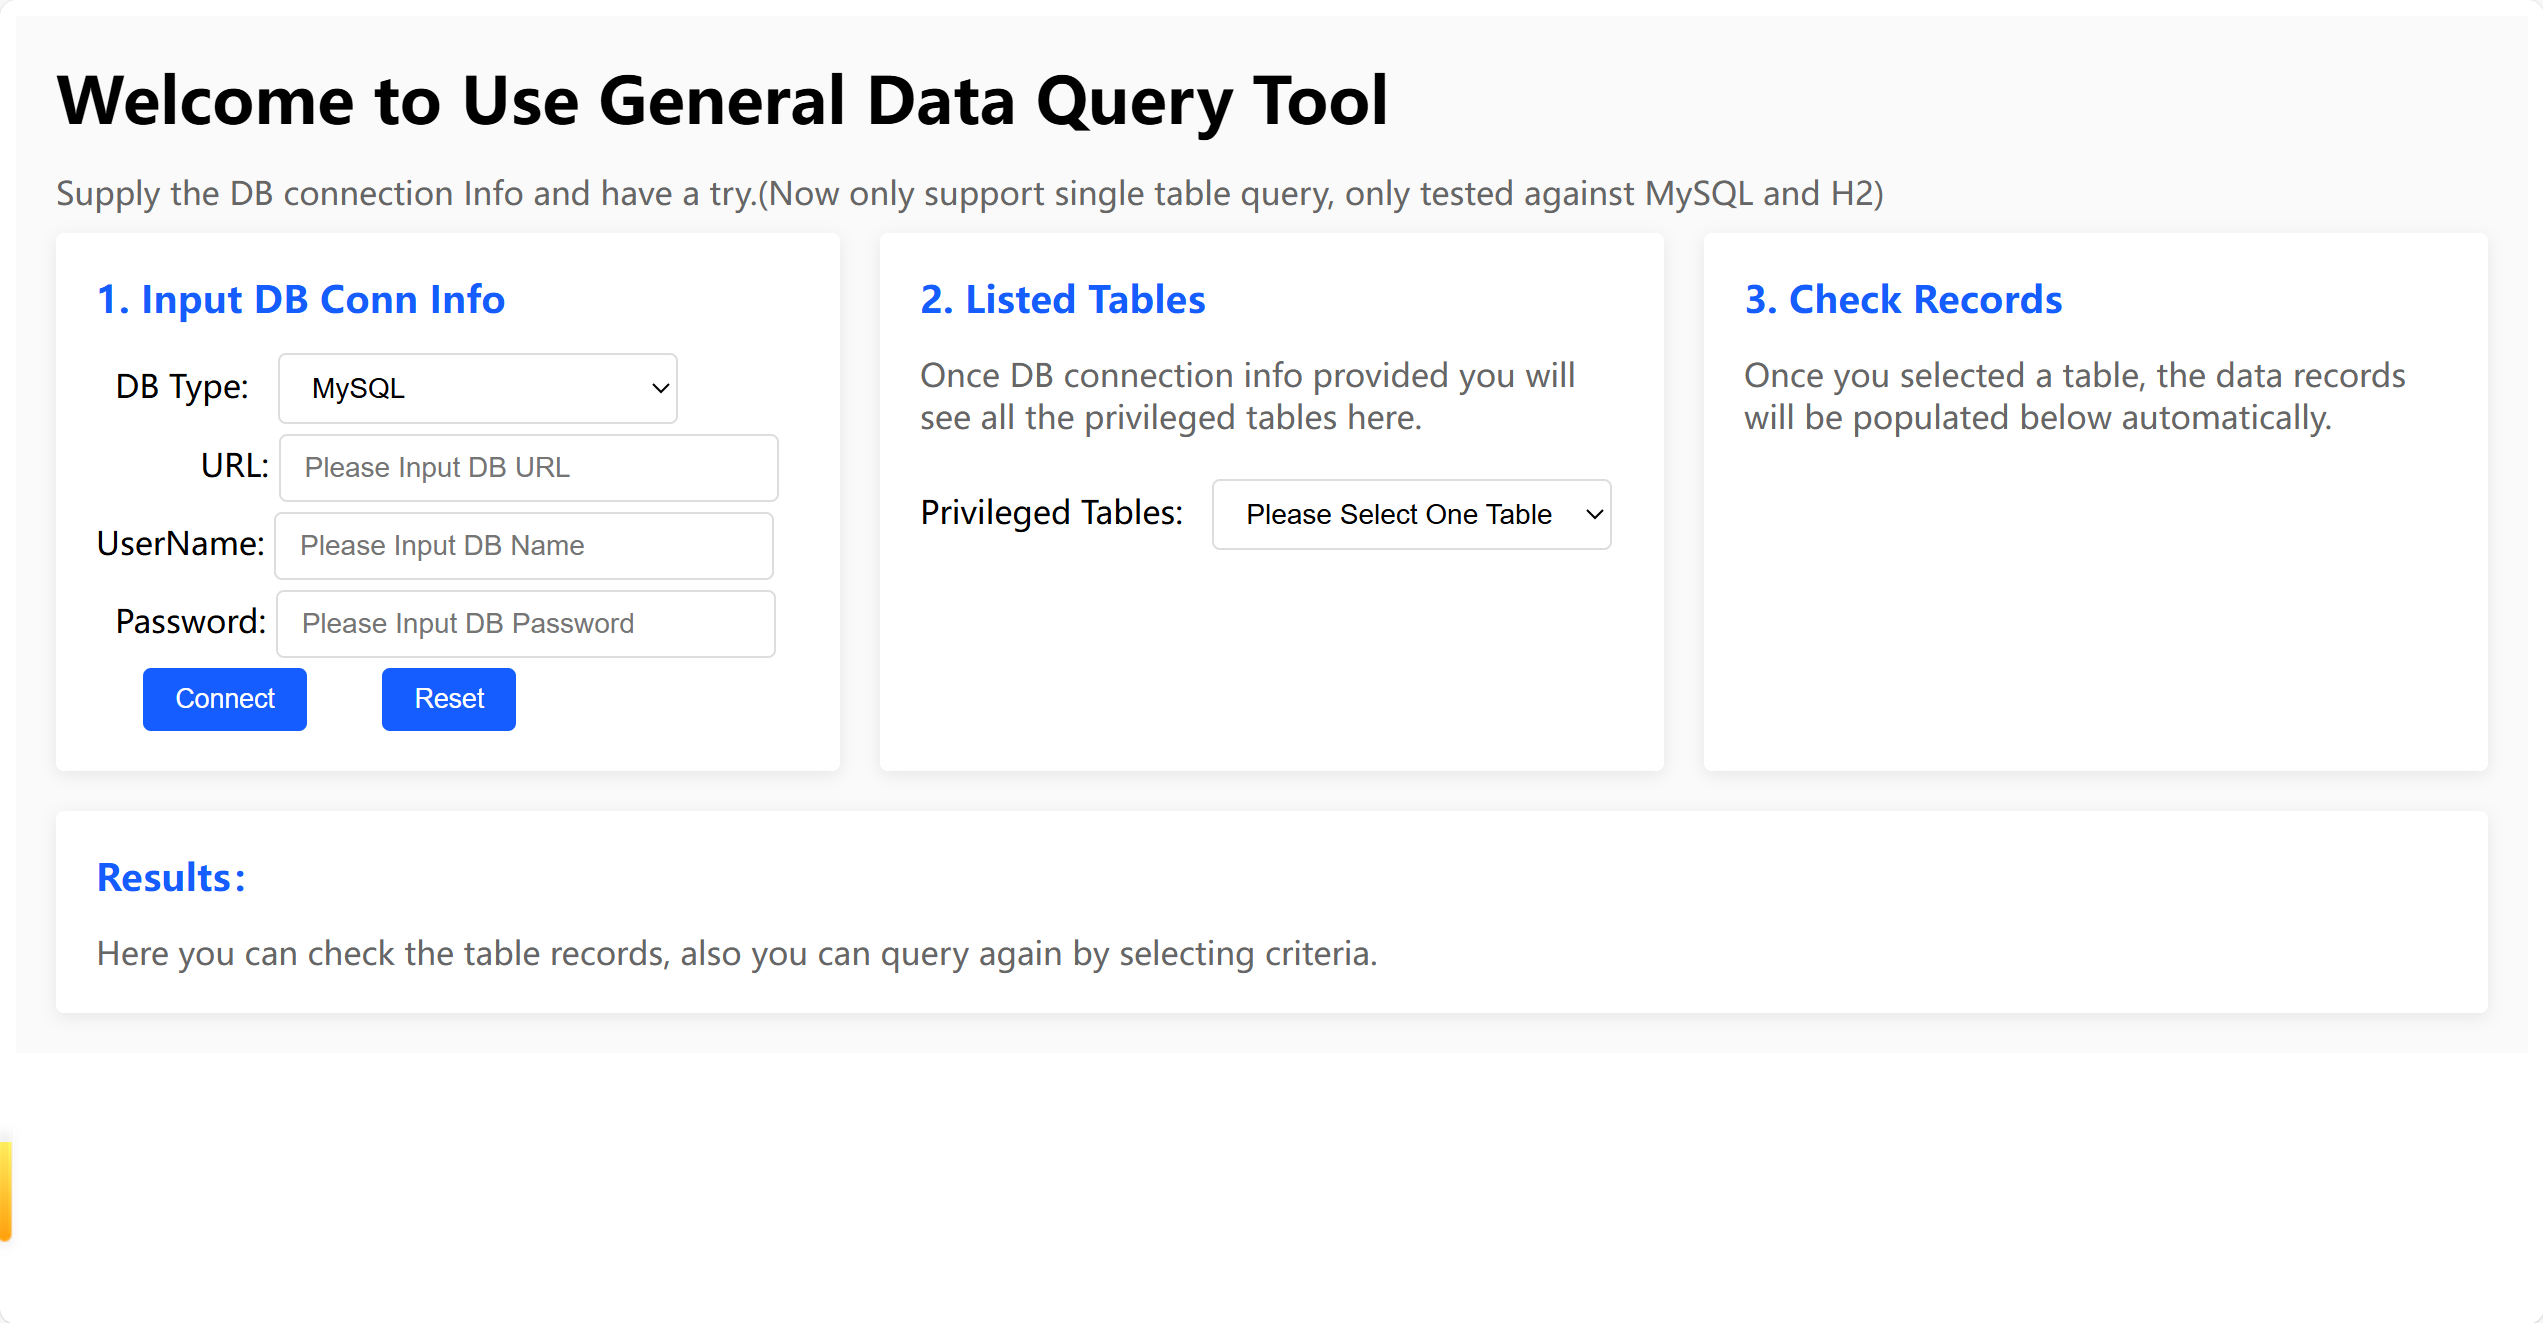 Welcome to Use General Data Query Tool
Supply the DB connection Info and have a try.(Now only support single table query, only tested against MySQL and H2)
1. Input DB Conn Info
DB Type: MySQL
URL: Please Input DB URL
UserName: Please Input DB Name
Password: Please Input DB Password
Connect Reset
2. Listed Tables
Once DB connection info provided you will
see all the privileged tables here.
Privileged Tables: Please Select One Table
3. Check Records
Once you selected a table, the data records
will be populated below automatically.
Results:
Here you can check the table records, also you can query again by selecting criteria.